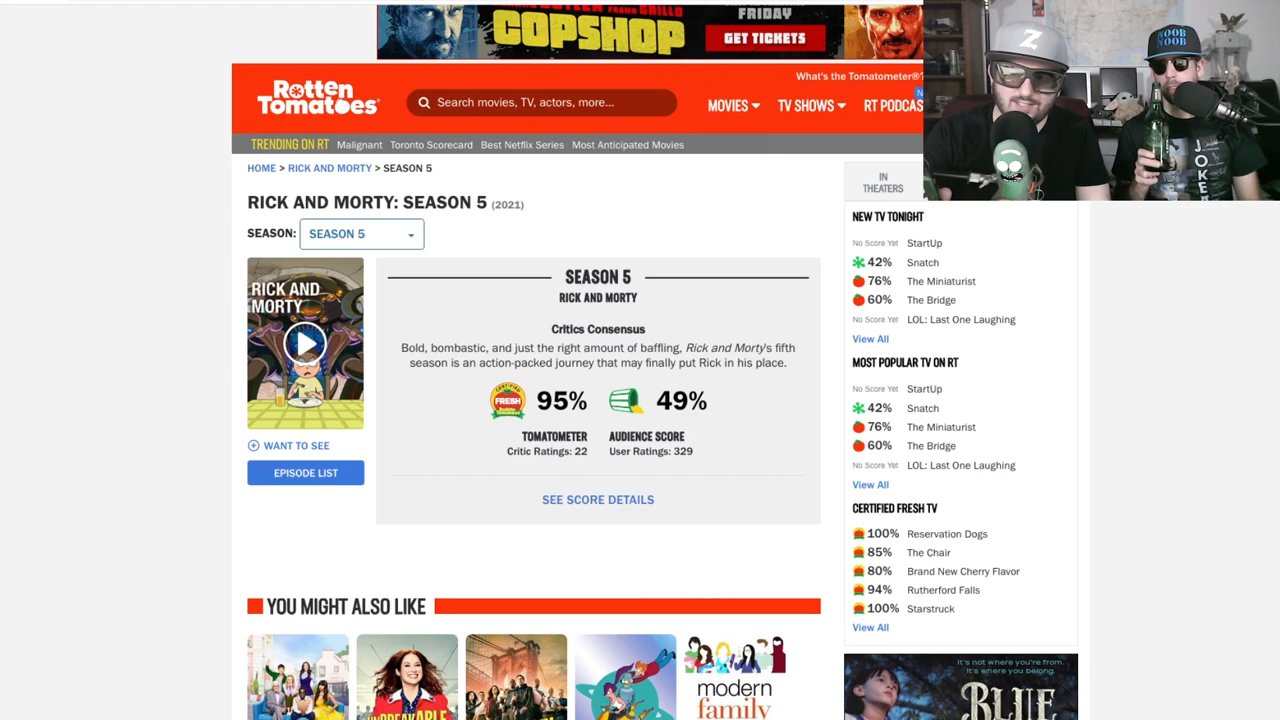 COPSHOP
FRIDAY
GET TICKETS
What's the Tomatometer®?
Rotten
Tomatoes
Search movies, TV, actors, more...
MOVIES
TV SHOWS
RT PODCAS
TRENDING ON RT
Malignant
Toronto Scorecard
Best Netflix Series
Most Anticipated Movies
HOME > RICK AND MORTY > SEASON 5
RICK AND MORTY: SEASON 5 (2021)
SEASON:
SEASON 5
RICK AND
MORTY
WANT TO SEE
EPISODE LIST
SEASON 5
RICK AND MORTY
Critics Consensus
Bold, bombastic, and just the right amount of baffling, Rick and Morty's fifth
season is an action-packed journey that may finally put Rick in his place.
CERTIFIED
FRESH
Rotten
Tomatoes
95%
49%
TOMATOMETER
Critic Ratings: 22
AUDIENCE SCORE
User Ratings: 329
SEE SCORE DETAILS
YOU MIGHT ALSO LIKE
UNBREAKABLE
modern
family
Z
NOOB
NOOB
JOKE
IN
THEATERS
NEW TV TONIGHT
No Score Yet StartUp
42% Snatch
76% The Miniaturist
60% The Bridge
No Score Yet LOL: Last One Laughing
View All
MOST POPULAR TV ON RT
No Score Yet StartUp
42% Snatch
76% The Miniaturist
60% The Bridge
No Score Yet LOL: Last One Laughing
View All
CERTIFIED FRESH TV
100% Reservation Dogs
85% The Chair
80% Brand New Cherry Flavor
94% Rutherford Falls
100% Starstruck
View All
It's not where you're from.
It's where you belong.
BLUE